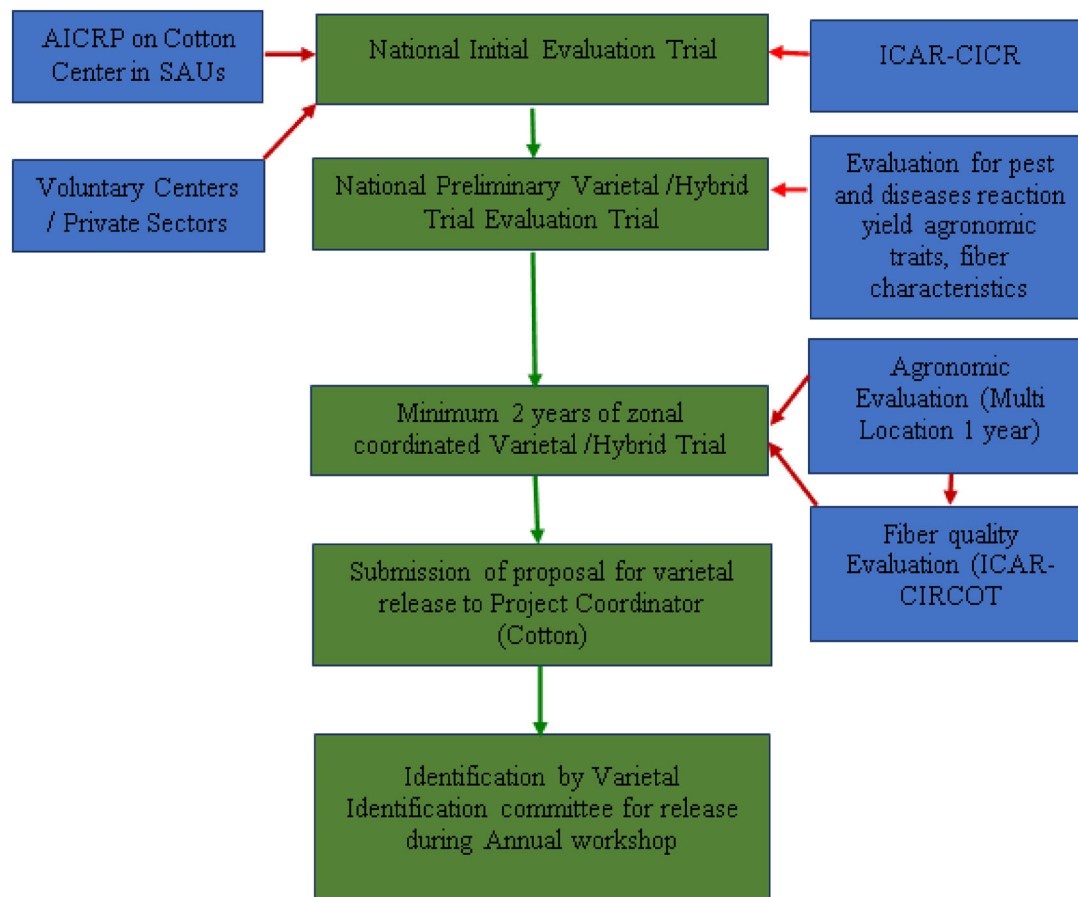 AICRP on Cotton
Center in SAUs
National Initial Evaluation Trial
ICAR-CICR
Voluntary Centers
/ Private Sectors
National Preliminary Varietal /Hybrid
Trial Evaluation Trial
Evaluation for pest
and diseases reaction
yield agronomic
traits, fiber
characteristics
Minimum 2 years of zonal
coordinated Varietal /Hybrid Trial
Agronomic
Evaluation (Multi
Location 1 year)
Fiber quality
Evaluation (ICAR-
CIRCOT
Submission of proposal for varietal
release to Project Coordinator
(Cotton)
Identification by Varietal
Identification committee for release
during Annual workshop